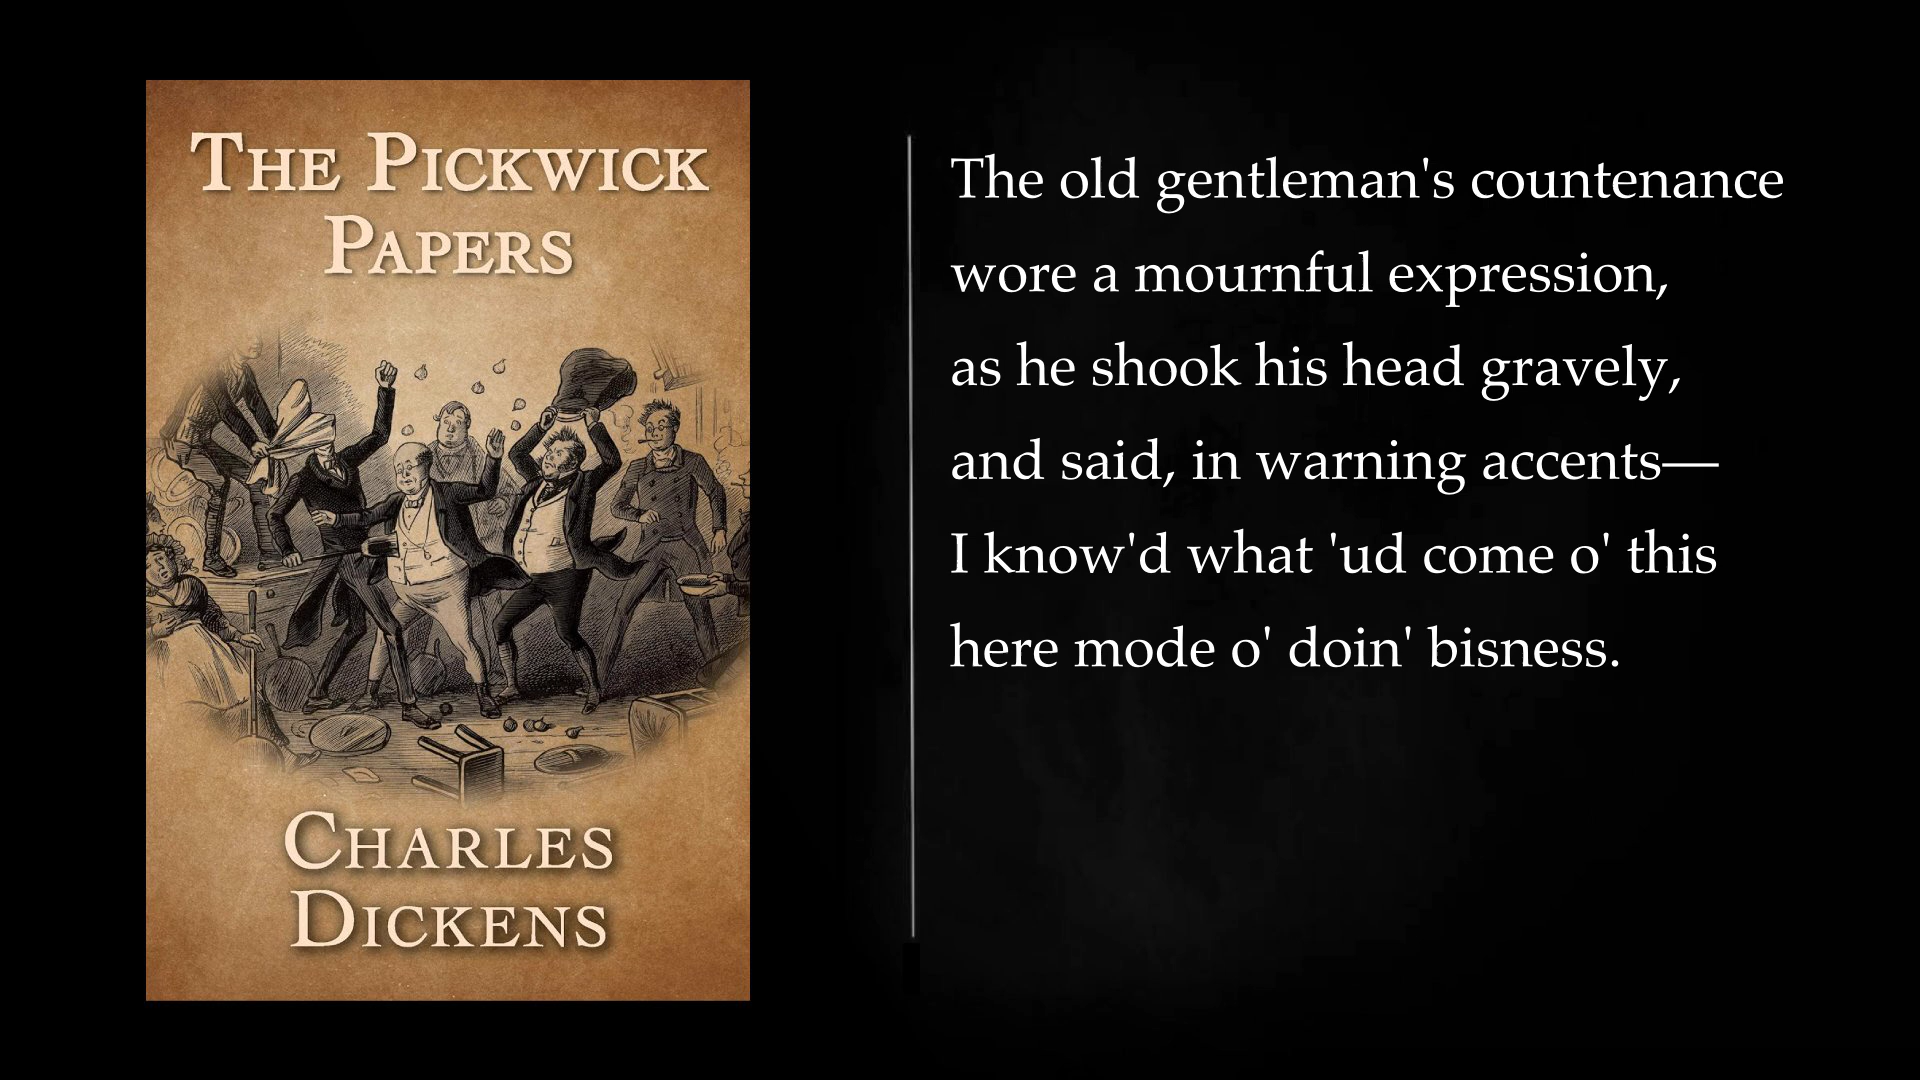 The Pickwick
Papers
Charles
Dickens
The old gentleman's countenance
wore a mournful expression,
as he shook his head gravely,
and said, in warning accents—
I know'd what 'ud come o' this
here mode o' doin' bisness.